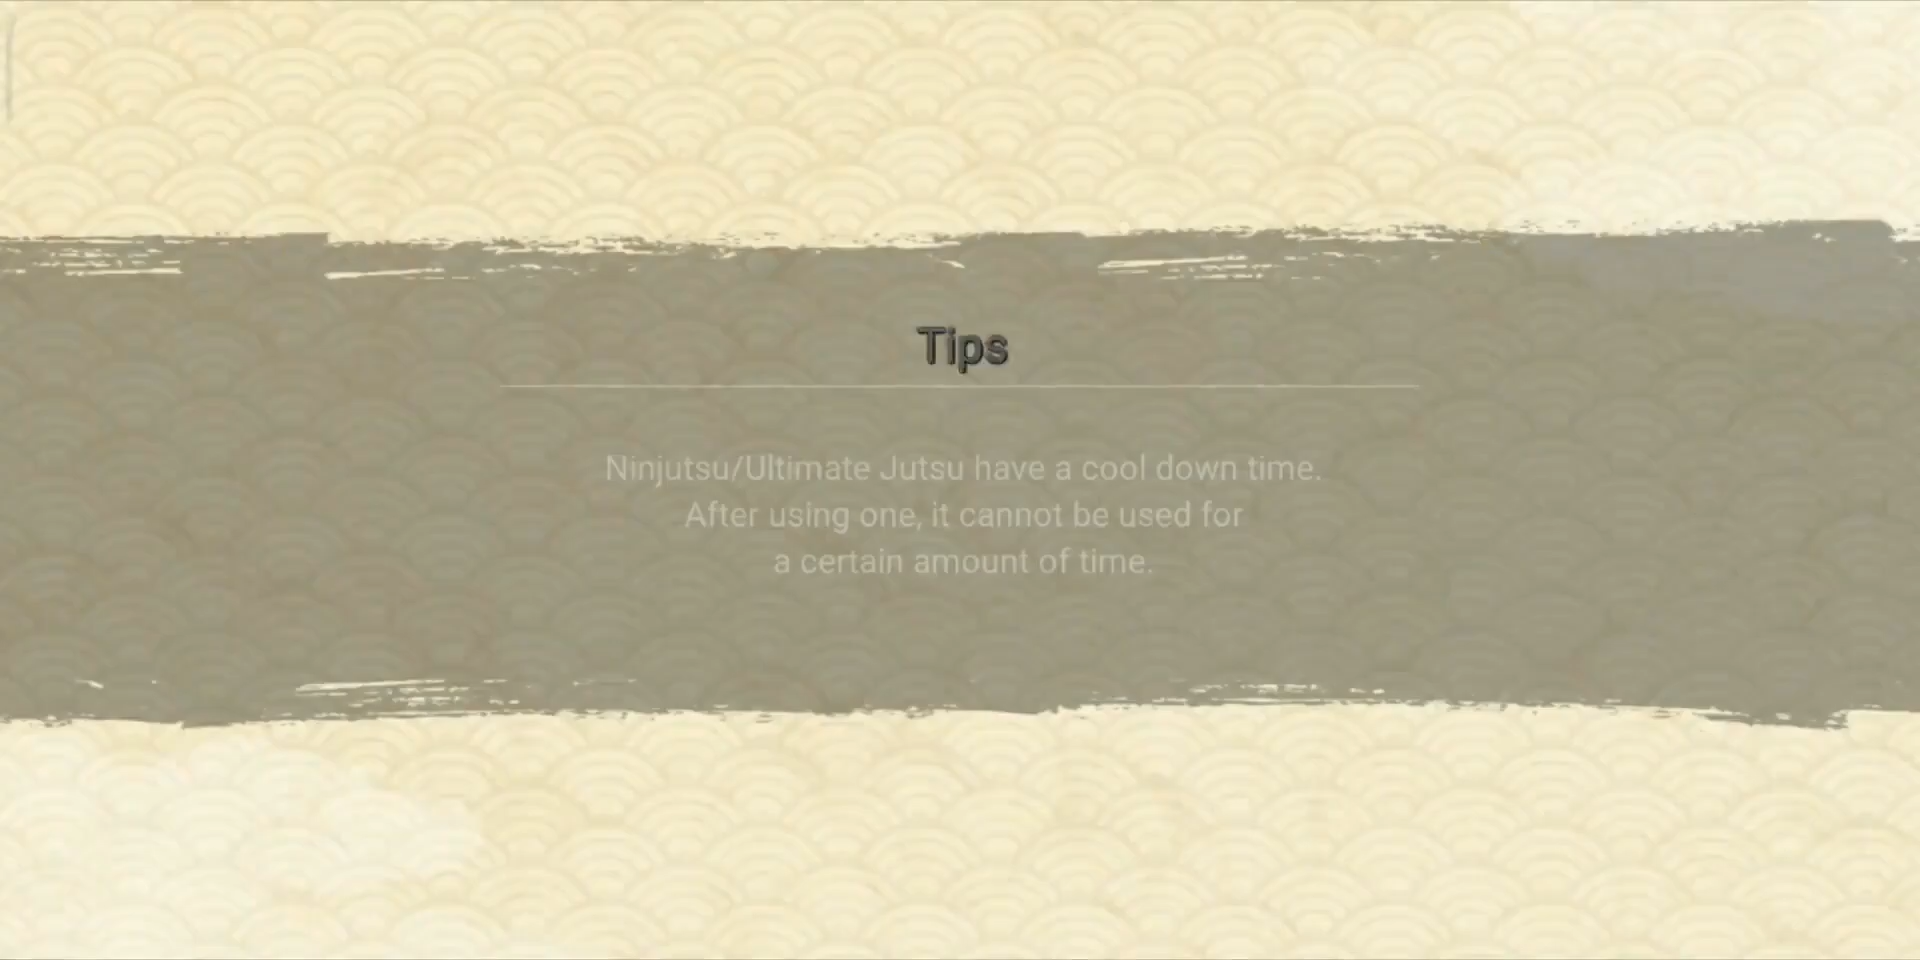 Tips
Ninjutsu/Ultimate Jutsu have a cool down time.
After using one, it cannot be used for
a certain amount of time.